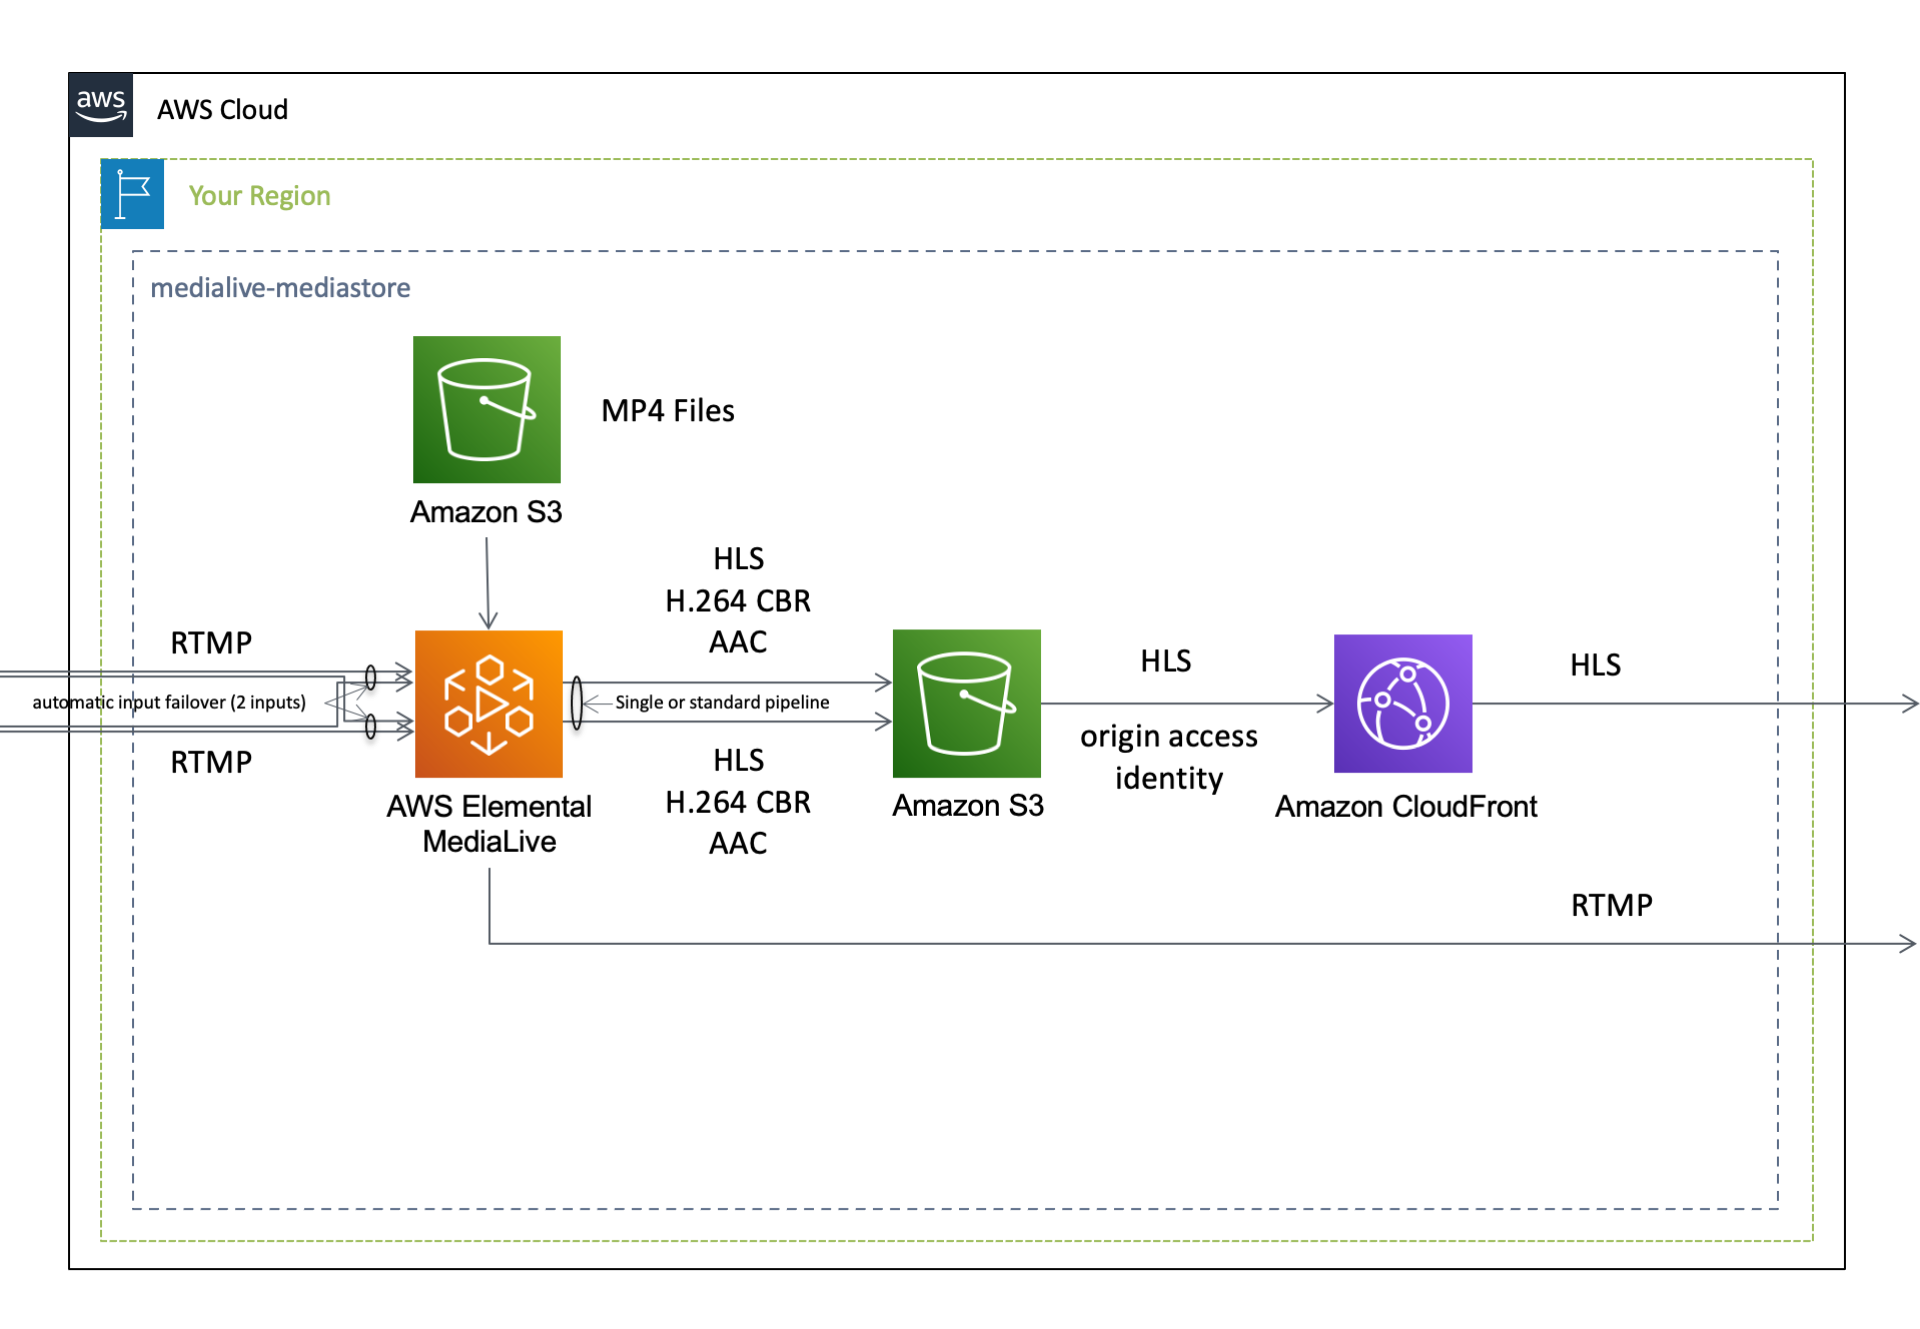 aws
AWS Cloud
Your Region
medialive-mediastore
MP4 Files
Amazon S3
HLS
H.264 CBR
AAC
RTMP
automatic input failover (2 inputs)
RTMP
Single or standard pipeline
HLS
H.264 CBR
AAC
AWS Elemental
MediaLive
Amazon S3
HLS
origin access
identity
Amazon CloudFront
HLS
RTMP